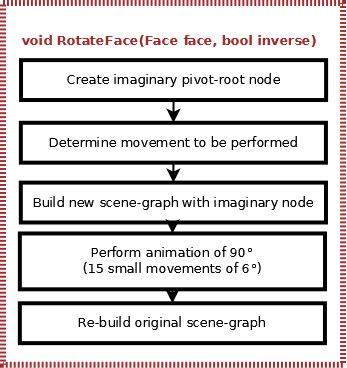 void RotateFace(Face face, bool inverse)
Create imaginary pivot-root node
Determine movement to be performed
Build new scene-graph with imaginary node
Perform animation of 90°
(15 small movements of 6°)
Re-build original scene-graph